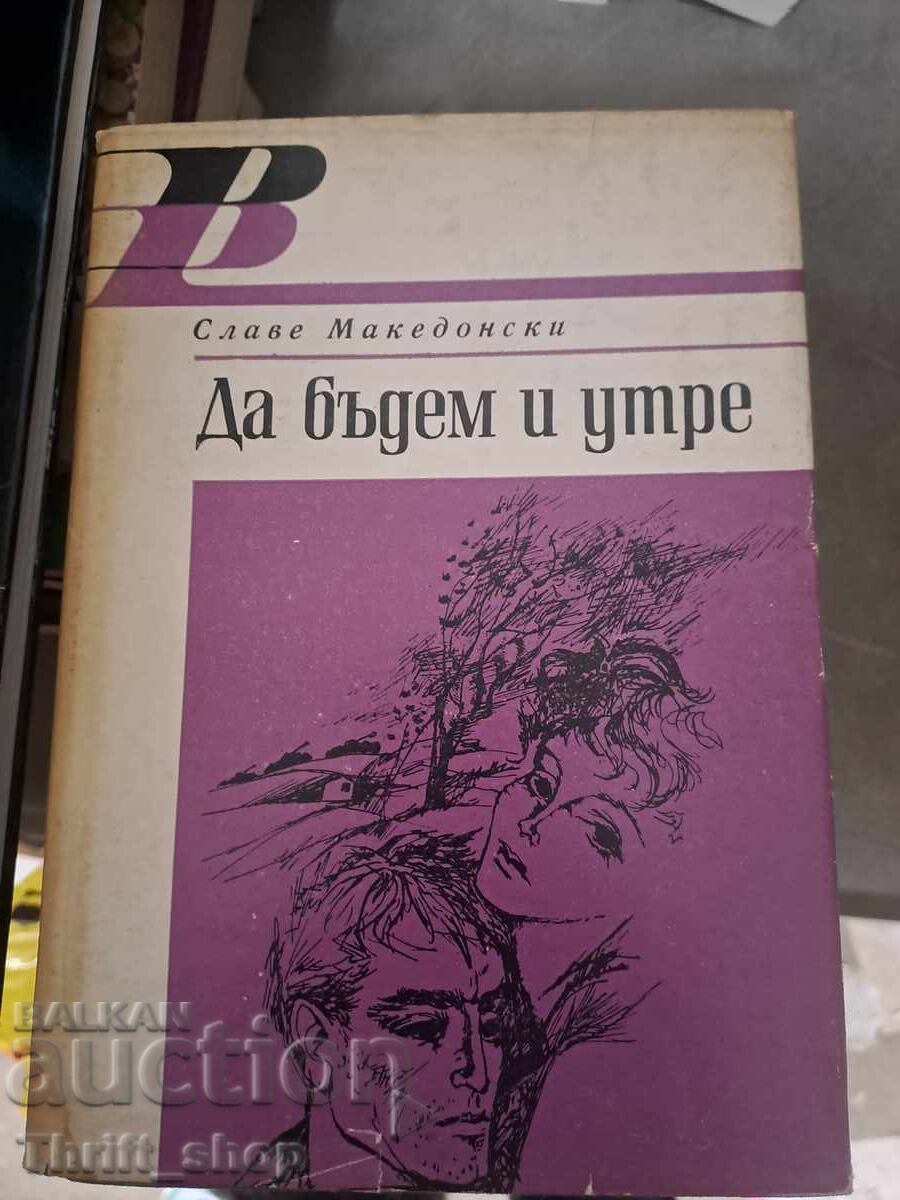 В
Славе Македонски
Да бъдем и утре
BALKAN
auction
Thrift_shop